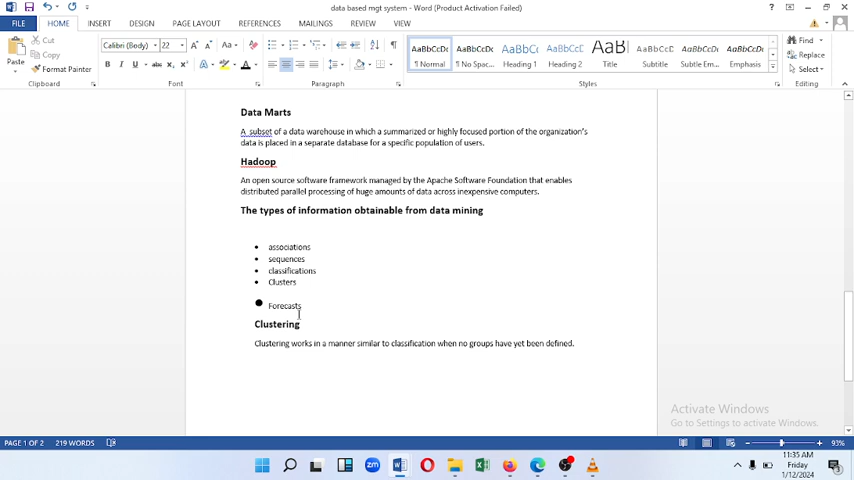 data based mgt system - Word (Product Activation Failed)
FILE HOME INSERT DESIGN PAGE LAYOUT REFERENCES MAILINGS REVIEW VIEW
Paste
Cut
Copy
Format Painter
Clipboard
Calibri (Body) 22
Font
Paragraph
AaBbCcDc AaBbCcDc AaBbC AaBbCcC AaB AaBbCcC AaBbCcDc AaBbCcDc
¶ Normal ¶ No Spac... Heading 1 Heading 2 Title Subtitle Subtle Em... Emphasis
Styles
Find
Replace
Select
Editing
Data Marts
A subset of a data warehouse in which a summarized or highly focused portion of the organization's
data is placed in a separate database for a specific population of users.
Hadoop
An open source software framework managed by the Apache Software Foundation that enables
distributed parallel processing of huge amounts of data across inexpensive computers.
The types of information obtainable from data mining
• associations
• sequences
• classifications
• Clusters
● Forecasts
Clustering
Clustering works in a manner similar to classification when no groups have yet been defined.
Activate Windows
Go to Settings to activate Windows.
PAGE 1 OF 2 219 WORDS 93%
11:35 AM
Friday
1/12/2024